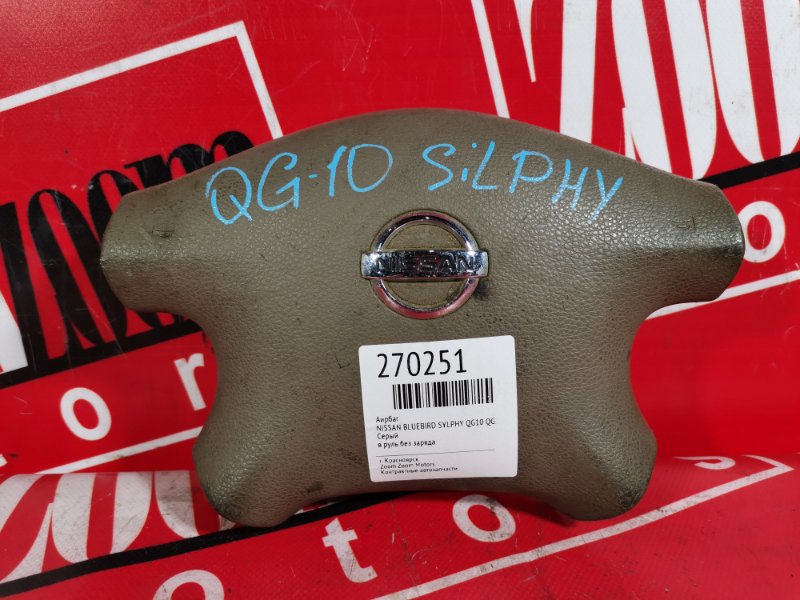 QG-10 SiLPHY
NISSAN
270251
Аирбаг
NISSAN BLUEBIRD SYLPHY QG10 QG
Серый
в руль без заряда
г. Красноярск
Zoom Zoom Motors
Контрактные автозапчасти
zoom